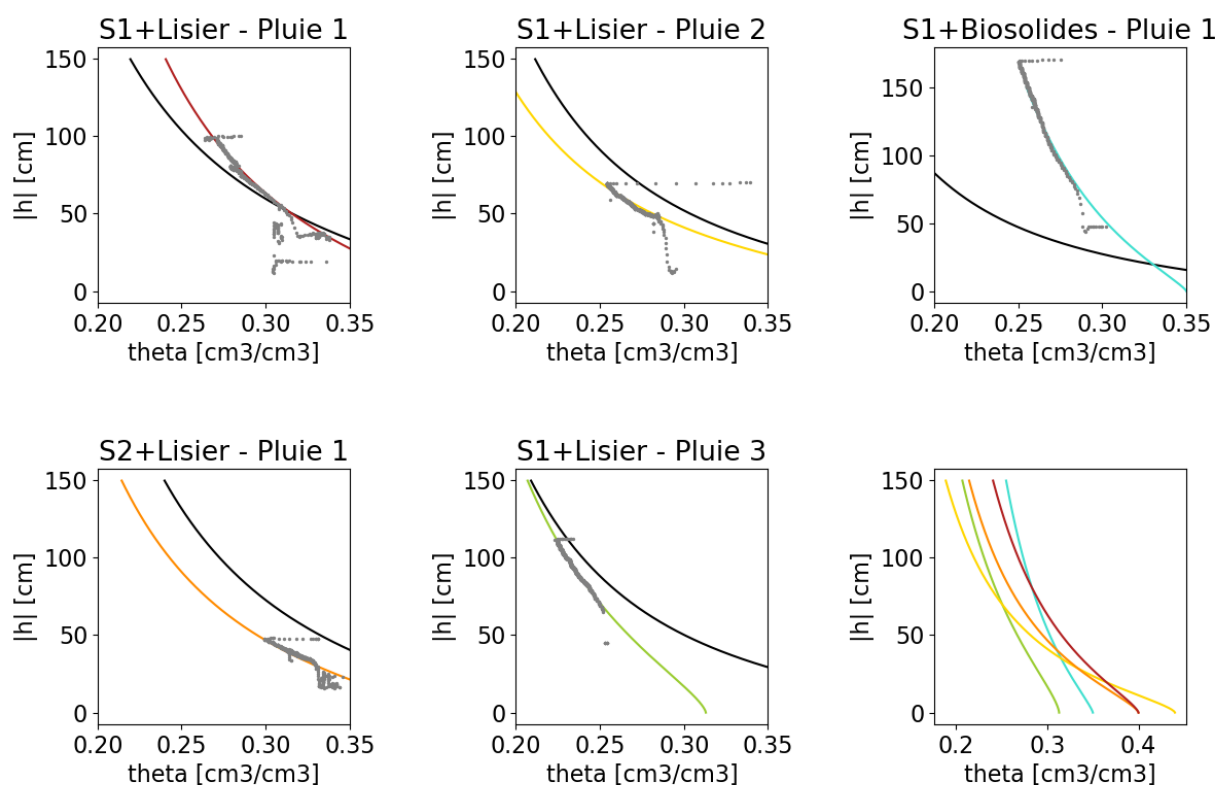 S1+Lisier - Pluie 1
150
100
50
0
|h| [cm]
0.20 0.25 0.30 0.35
theta [cm3/cm3]
S1+Lisier - Pluie 2
150
100
50
0
|h| [cm]
0.20 0.25 0.30 0.35
theta [cm3/cm3]
S1+Biosolides - Pluie 1
150
100
50
0
|h| [cm]
0.20 0.25 0.30 0.35
theta [cm3/cm3]
S2+Lisier - Pluie 1
150
100
50
0
|h| [cm]
0.20 0.25 0.30 0.35
theta [cm3/cm3]
S1+Lisier - Pluie 3
150
100
50
0
|h| [cm]
0.20 0.25 0.30 0.35
theta [cm3/cm3]
150
100
50
0
|h| [cm]
0.2 0.3 0.4
theta [cm3/cm3]